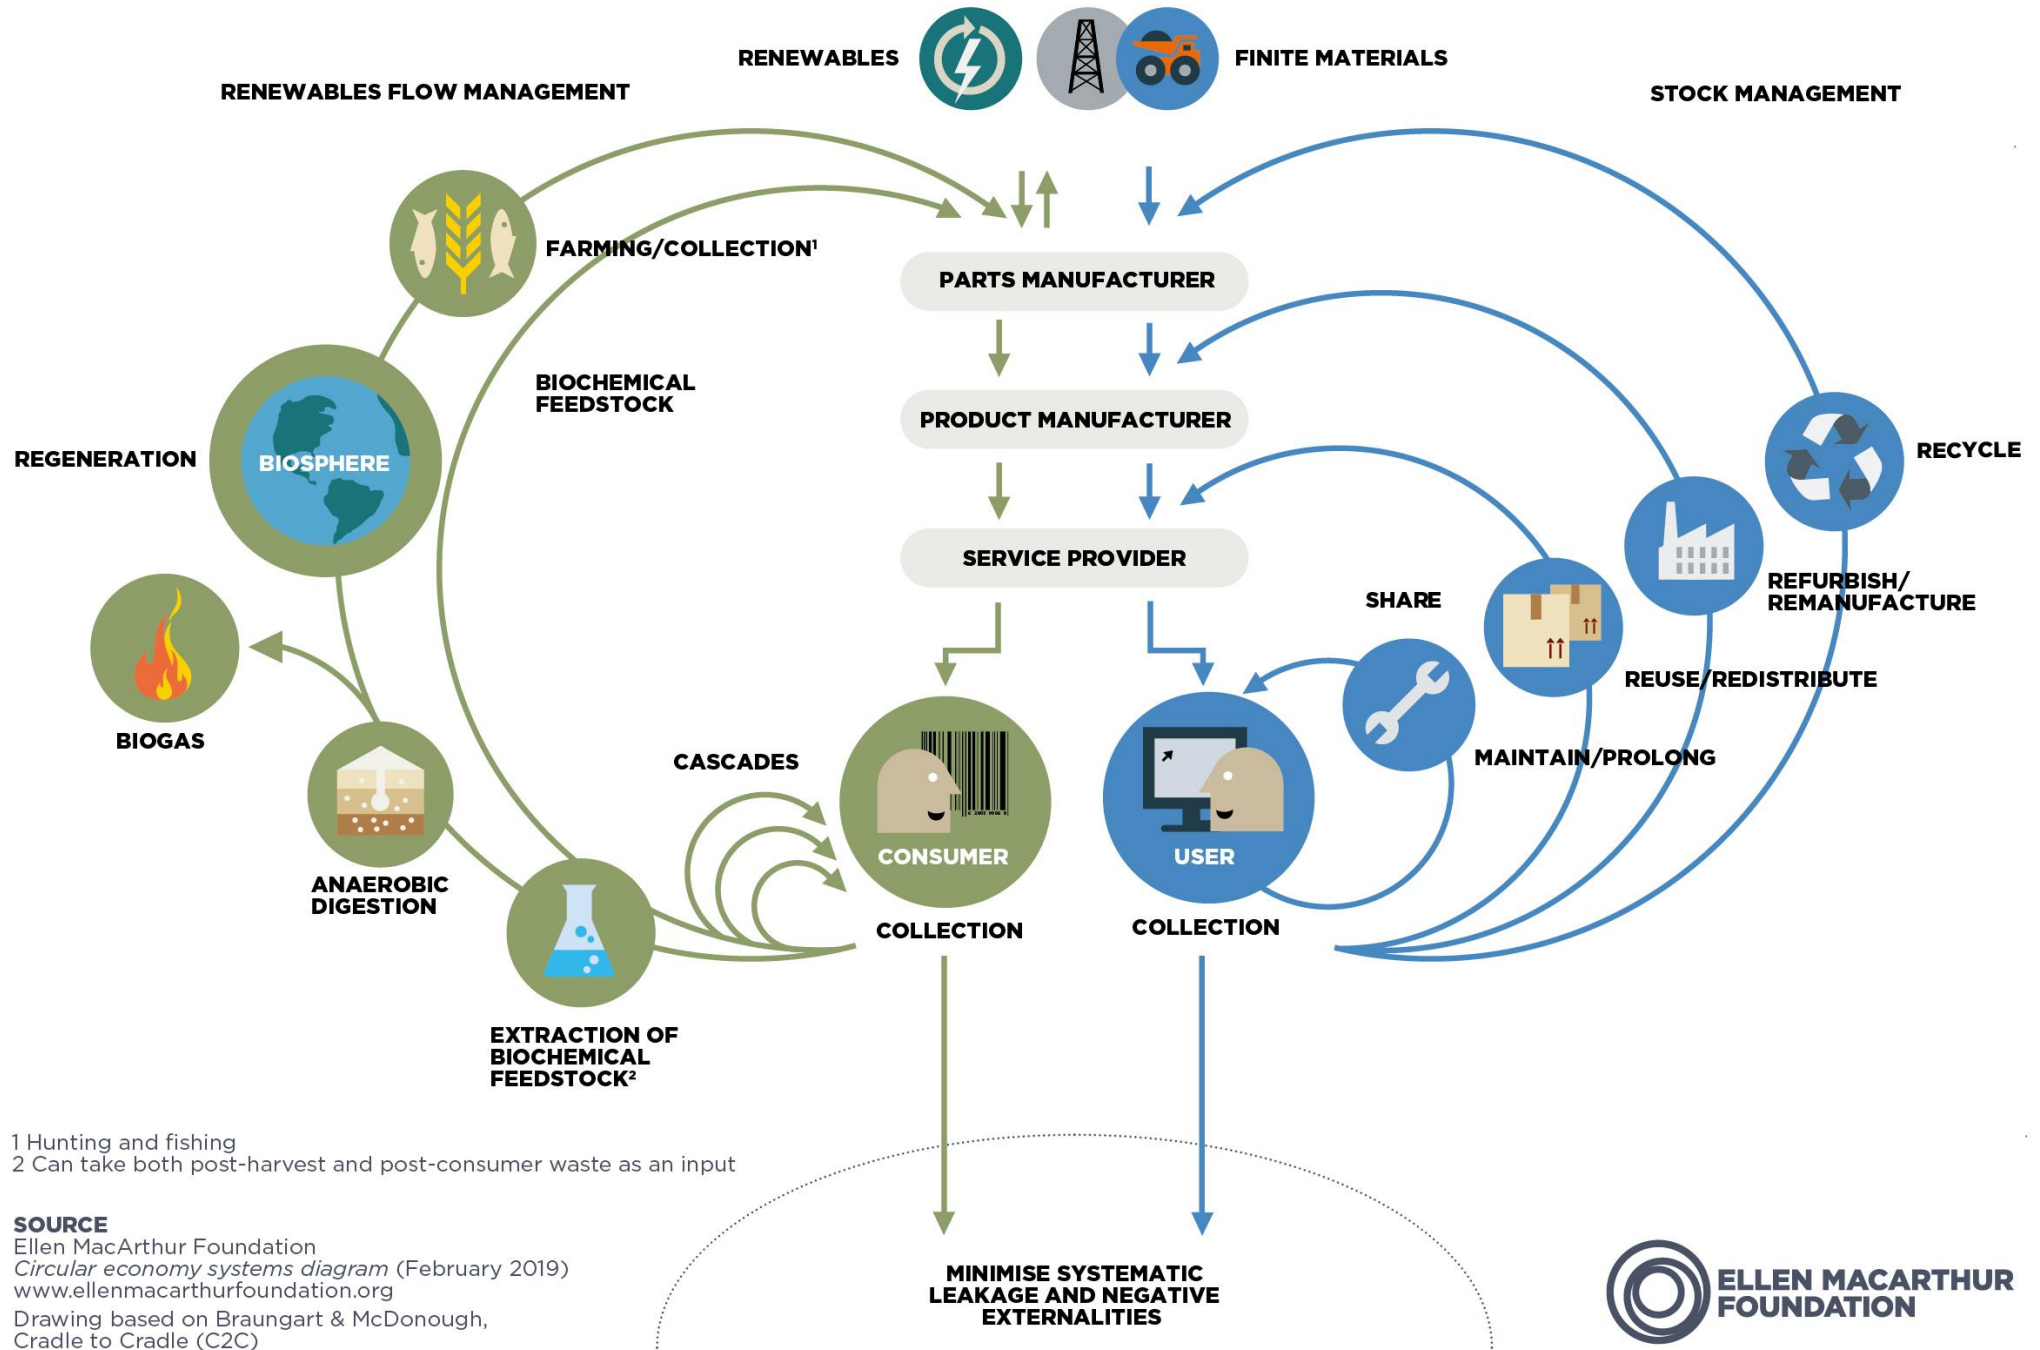 RENEWABLES
FINITE MATERIALS
RENEWABLES FLOW MANAGEMENT
STOCK MANAGEMENT
FARMING/COLLECTION¹
PARTS MANUFACTURER
BIOCHEMICAL
FEEDSTOCK
PRODUCT MANUFACTURER
REGENERATION
BIOSPHERE
RECYCLE
SERVICE PROVIDER
SHARE
REFURBISH/
REMANUFACTURE
REUSE/REDISTRIBUTE
BIOGAS
CASCADES
MAINTAIN/PROLONG
CONSUMER
USER
ANAEROBIC
DIGESTION
COLLECTION
COLLECTION
EXTRACTION OF
BIOCHEMICAL
FEEDSTOCK²
1 Hunting and fishing
2 Can take both post-harvest and post-consumer waste as an input
SOURCE
Ellen MacArthur Foundation
Circular economy systems diagram (February 2019)
www.ellenmacarthurfoundation.org
Drawing based on Braungart & McDonough,
Cradle to Cradle (C2C)
MINIMISE SYSTEMATIC
LEAKAGE AND NEGATIVE
EXTERNALITIES
ELLEN MACARTHUR
FOUNDATION